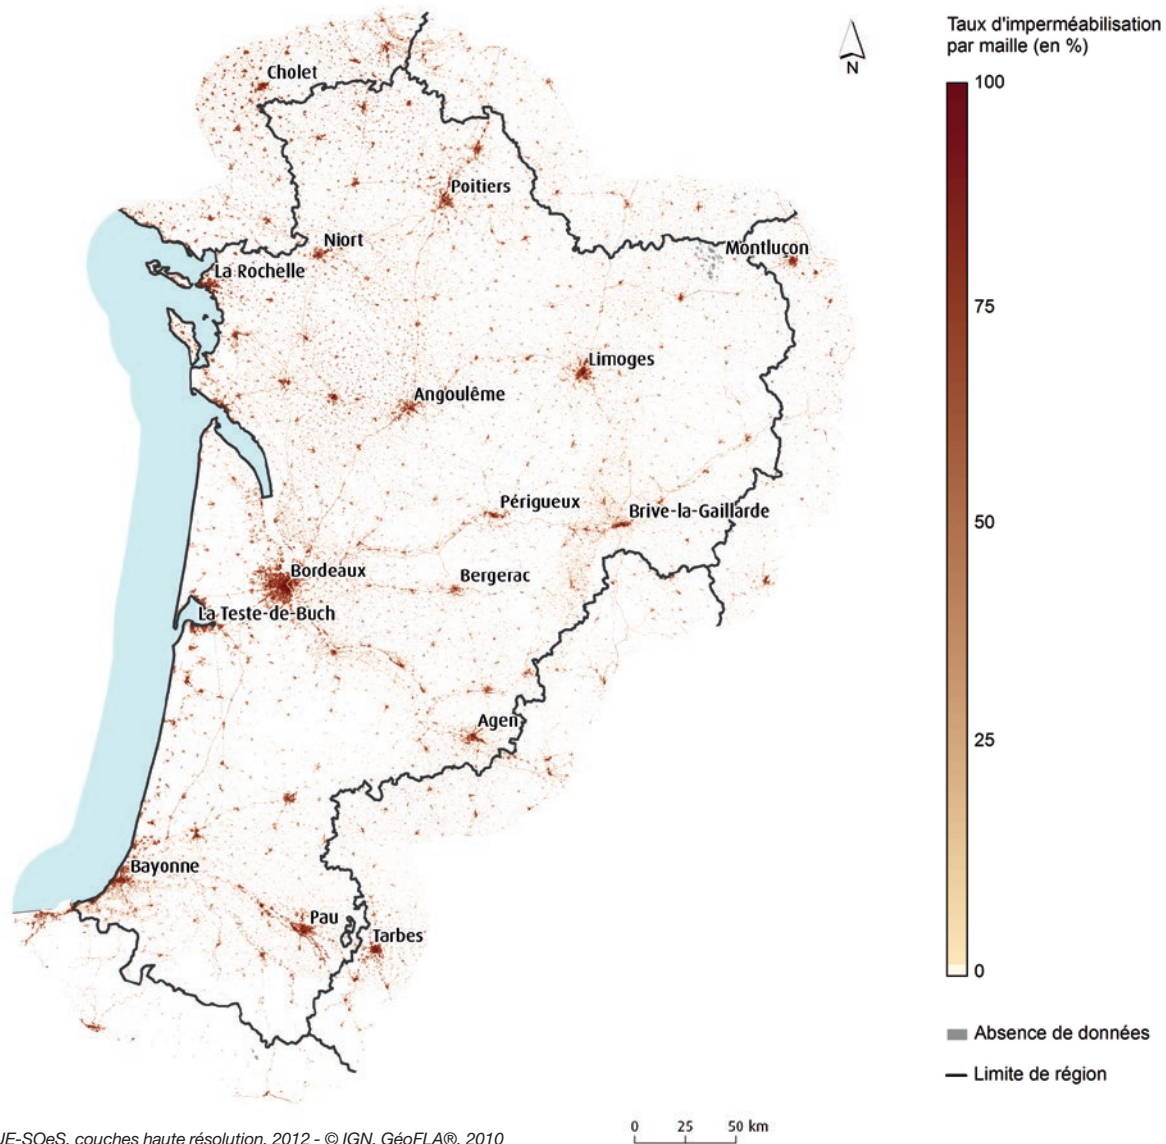 Taux d'imperméabilisation
par maille (en %)
100
75
50
25
0
Absence de données
Limite de région
N
Cholet
Poitiers
Niort
La Rochelle
Montluçon
Limoges
Angoulême
Périgueux
Brive-la-Gaillarde
Bordeaux
Bergerac
La Teste-de-Buch
Agen
Bayonne
Pau
Tarbes
0 25 50 km
UE-SOeS, couches haute résolution, 2012 - © IGN, GéoFLA®, 2010